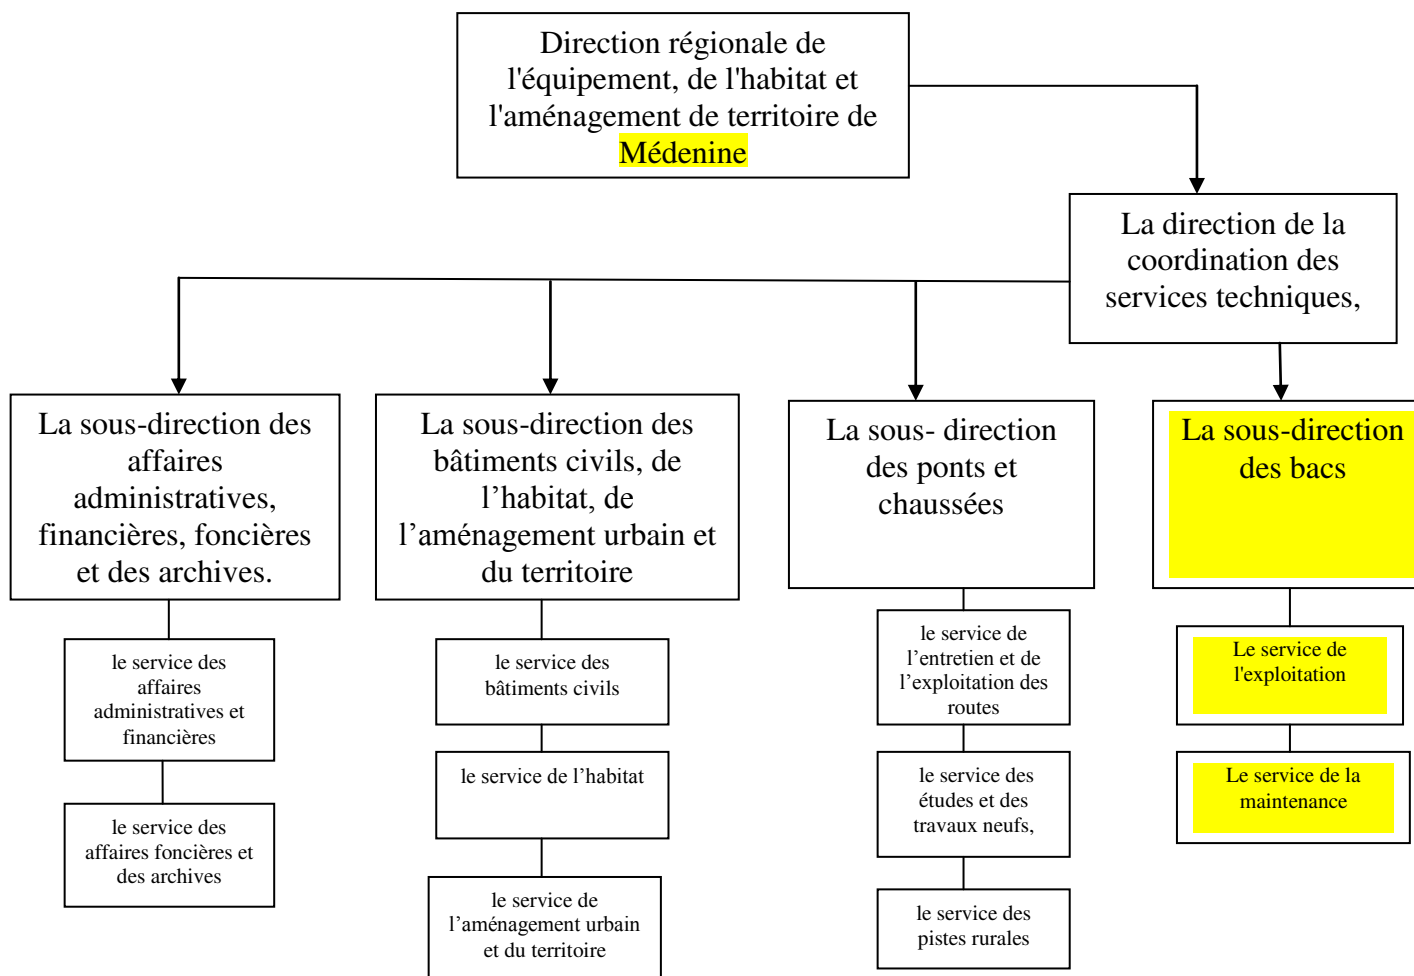 Direction régionale de
l'équipement, de l'habitat et
l'aménagement de territoire de
Médenine
La direction de la
coordination des
services techniques,
La sous-direction des
affaires
administratives,
financières, foncières
et des archives.
La sous-direction des
bâtiments civils, de
l’habitat, de
l’aménagement urbain et
du territoire
La sous- direction
des ponts et
chaussées
La sous-direction
des bacs
le service des
affaires
administratives et
financières
le service des
affaires foncières et
des archives
le service des
bâtiments civils
le service de l’habitat
le service de
l’aménagement urbain
et du territoire
le service de
l’entretien et de
l’exploitation des
routes
le service des
études et des
travaux neufs,
le service des
pistes rurales
Le service de
l'exploitation
Le service de la
maintenance